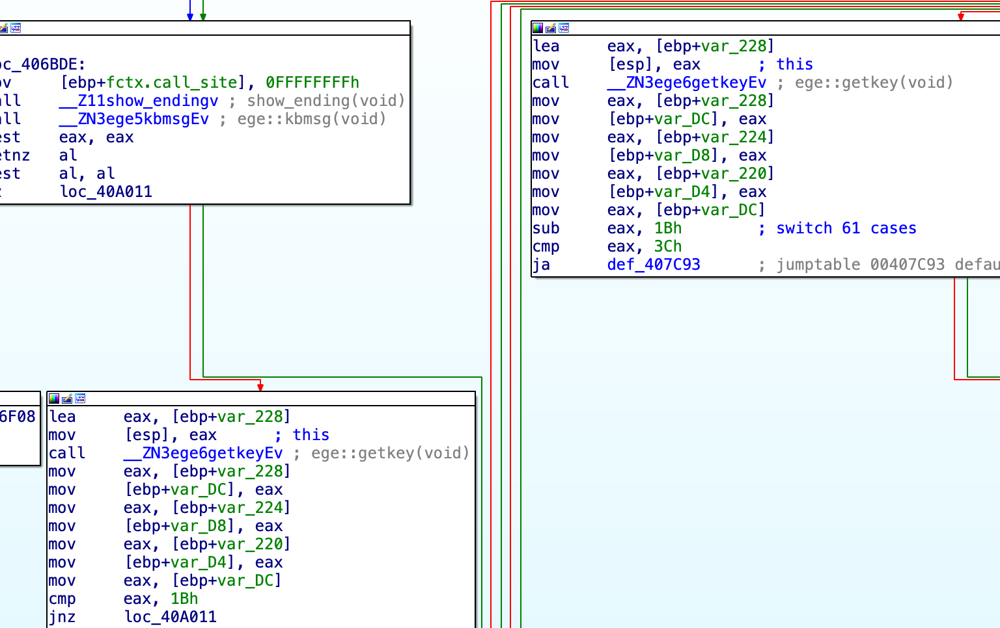 oc_406BDE:
ov [ebp+fctx.call_site], 0FFFFFFFFh
all __Z11show_endingv ; show_ending(void)
all __ZN3ege5kbmsgEv ; ege::kbmsg(void)
est eax, eax
etnz al
est al, al
z loc_40A011
lea eax, [ebp+var_228]
mov [esp], eax ; this
call __ZN3ege6getkeyEv ; ege::getkey(void)
mov eax, [ebp+var_228]
mov [ebp+var_DC], eax
mov eax, [ebp+var_224]
mov [ebp+var_D8], eax
mov eax, [ebp+var_220]
mov [ebp+var_D4], eax
mov eax, [ebp+var_DC]
sub eax, 1Bh ; switch 61 cases
cmp eax, 3Ch
ja def_407C93 ; jumptable 00407C93 defau
6F08
lea eax, [ebp+var_228]
mov [esp], eax ; this
call __ZN3ege6getkeyEv ; ege::getkey(void)
mov eax, [ebp+var_228]
mov [ebp+var_DC], eax
mov eax, [ebp+var_224]
mov [ebp+var_D8], eax
mov eax, [ebp+var_220]
mov [ebp+var_D4], eax
mov eax, [ebp+var_DC]
cmp eax, 1Bh
jnz loc_40A011